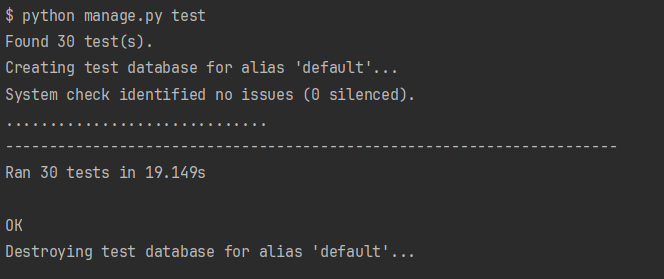 $ python manage.py test
Found 30 test(s).
Creating test database for alias 'default'...
System check identified no issues (0 silenced).
..............................
----------------------------------------------------------------------
Ran 30 tests in 19.149s

OK
Destroying test database for alias 'default'...